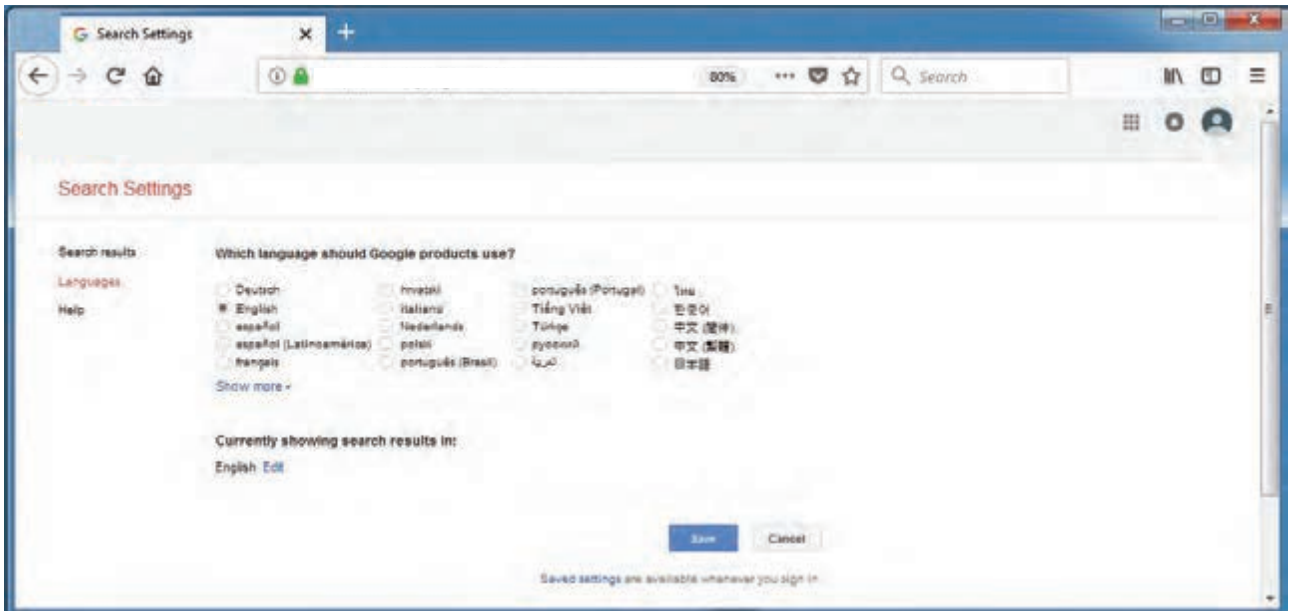 Search Settings
80%
Search
Search Settings
Search results
Languages
Help
Which language should Google products use?
Deutsch
English
español
español (Latinoamérica)
français
hrvatski
italiano
Nederlands
polski
português (Brasil)
português (Portugal)
Tiếng Việt
Türkçe
русский
العربية
ไทย
한국어
中文 (简体)
中文 (繁體)
日本語
Show more
Currently showing search results in:
English Edit
Save Cancel
Saved settings are available whenever you sign in